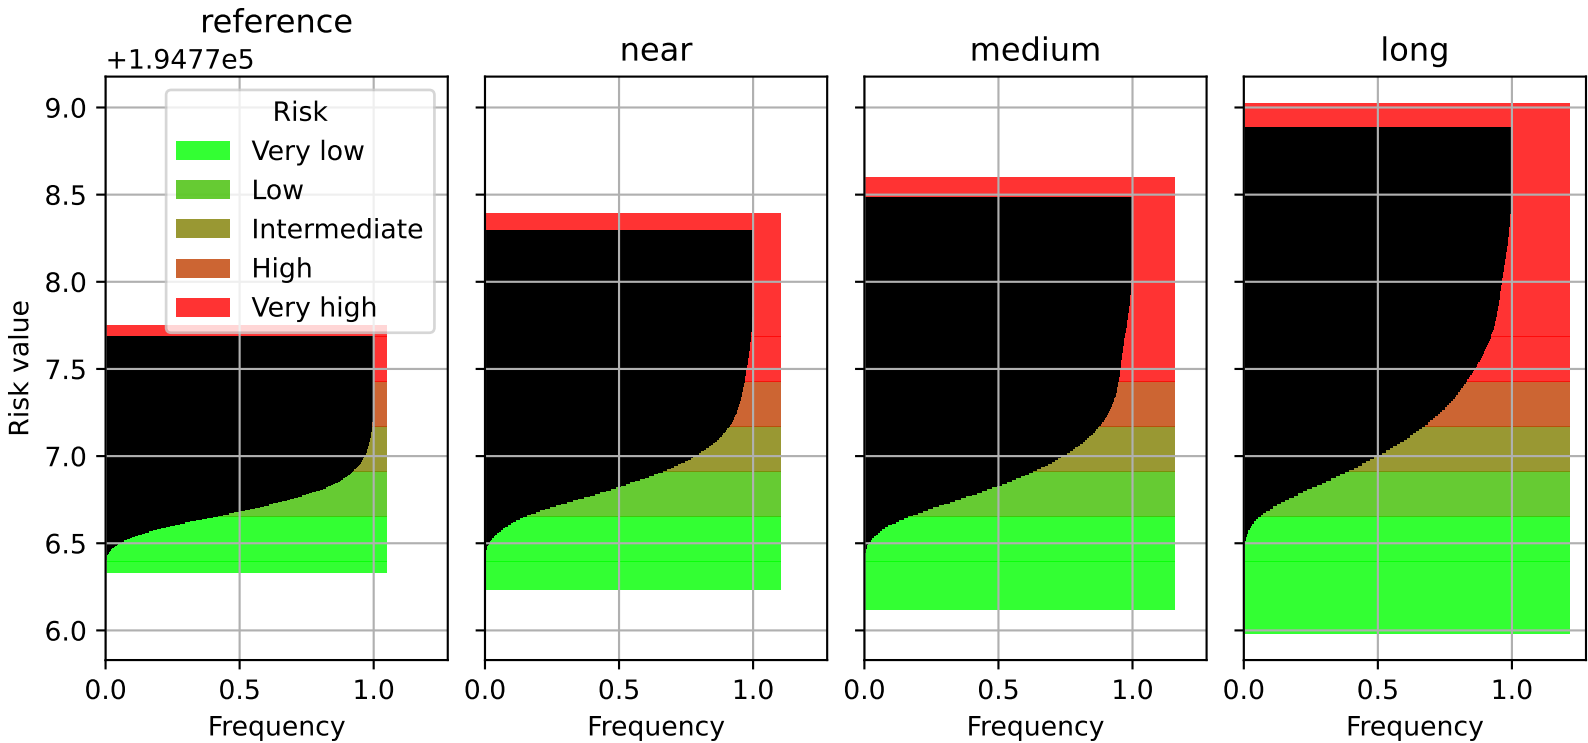 reference
near
medium
long
+1.9477e5
Risk value
9.0
8.5
8.0
7.5
7.0
6.5
6.0
Risk
Very low
Low
Intermediate
High
Very high
0.0 0.5 1.0
0.0 0.5 1.0
0.0 0.5 1.0
0.0 0.5 1.0
Frequency
Frequency
Frequency
Frequency